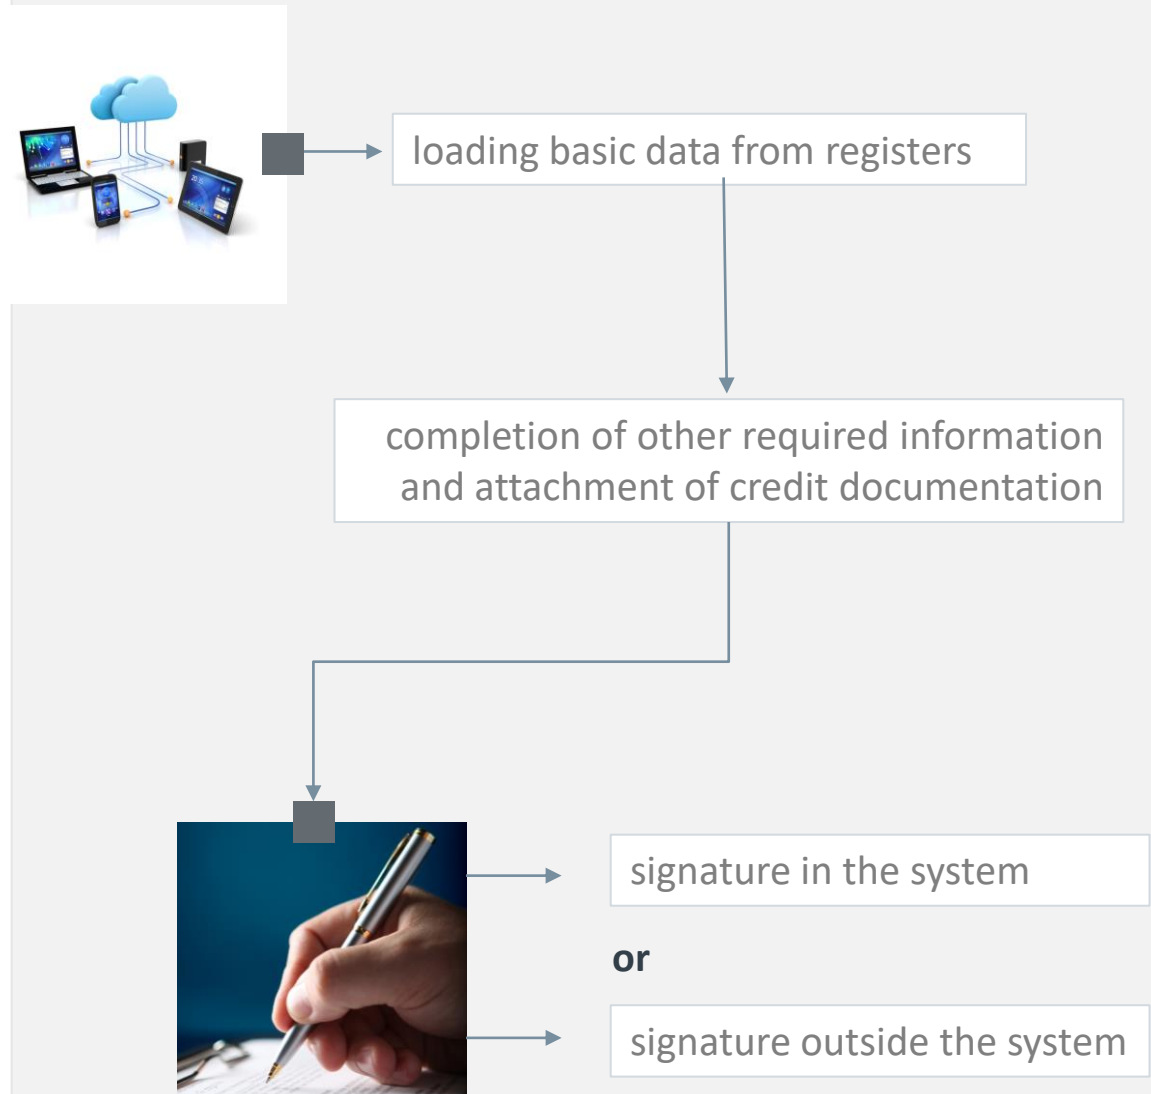 loading basic data from registers
completion of other required information
and attachment of credit documentation
signature in the system
or
signature outside the system